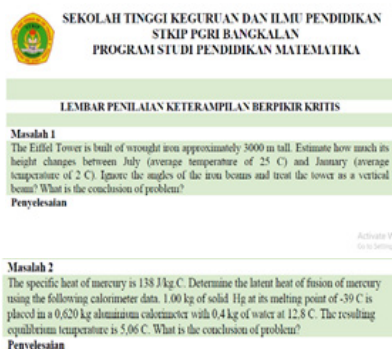 SEKOLAH TINGGI KEGURUAN DAN ILMU PENDIDIKAN
STKIP PGRI BANGKALAN
PROGRAM STUDI PENDIDIKAN MATEMATIKA
LEMBAR PENILAIAN KETERAMPILAN BERPIKIR KRITIS
Masalah 1
The Eiffel Tower is built of wrought iron approximately 3000 m tall. Estimate how much its
height changes between July (average temperature of 25 C) and January (average
temperature of 2 C). Ignore the angles of the iron beams and treat the tower as a vertical
beam? What is the conclusion of problem?
Penyelesaian
Activate W
Go to Setting
Masalah 2
The specific heat of mercury is 138 J/kg.C. Determine the latent heat of fusion of mercury
using the following calorimeter data. 1.00 kg of solid Hg at its melting point of -39 C is
placed in a 0,620 kg aluminium calorimeter with 0,4 kg of water at 12,8 C. The resulting
equilibrium temperature is 5,06 C. What is the conclusion of problem?
Penyelesaian